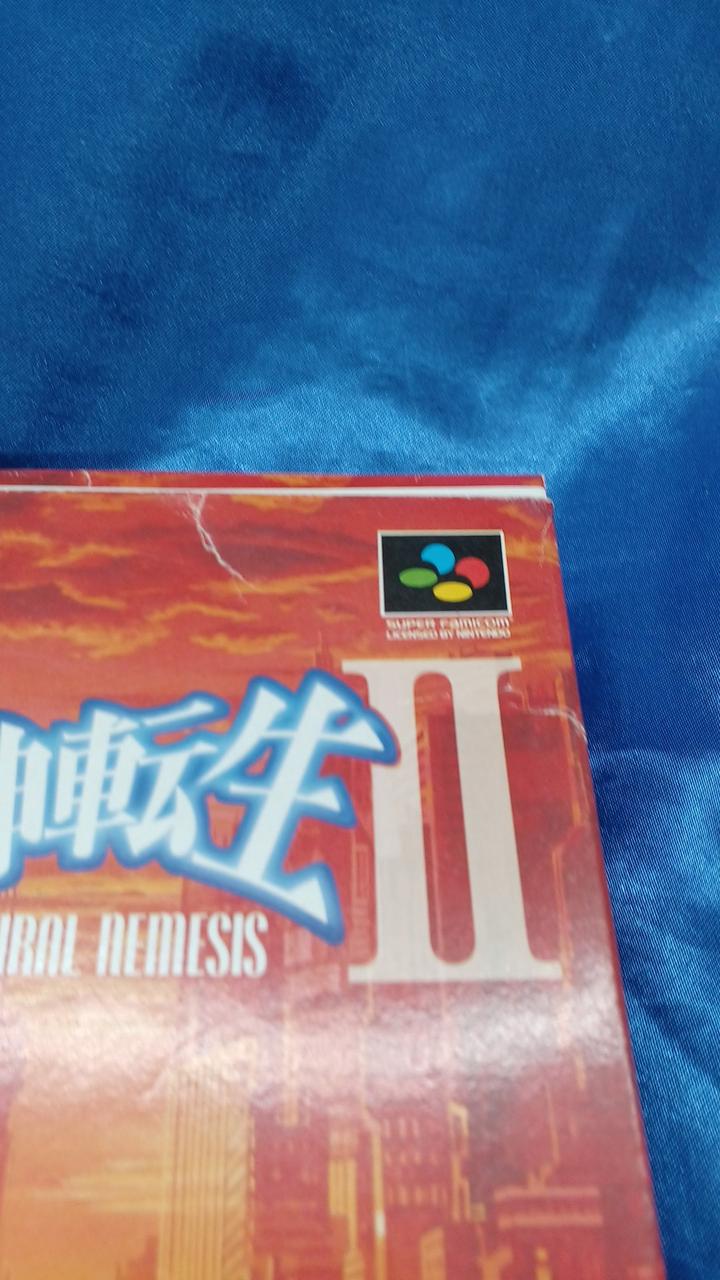 SUPER FAMICOM
LICENSED BY NINTENDO
転生 II
NEMESIS